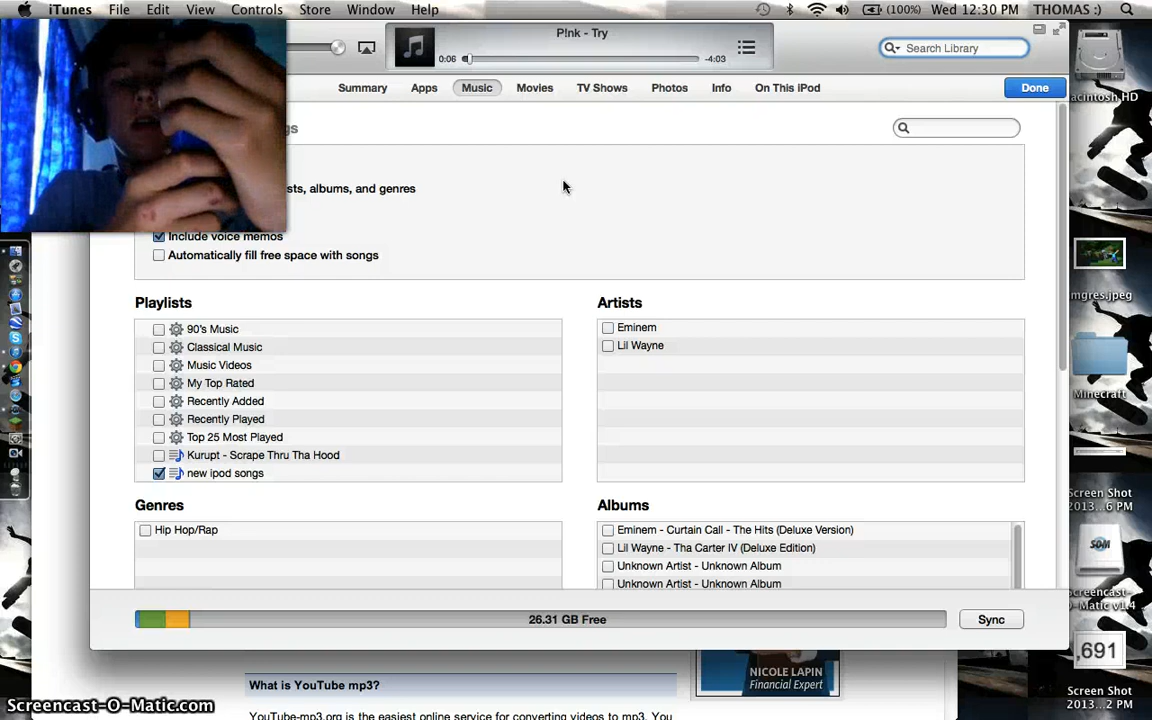 iTunes File Edit View Controls Store Window Help (100%) Wed 12:30 PM THOMAS :)
P!nk - Try
0:06 -4:03
Search Library
Summary Apps Music Movies TV Shows Photos Info On This iPod Done
gs
sts, albums, and genres
Include voice memos
Automatically fill free space with songs
Playlists
90's Music
Classical Music
Music Videos
My Top Rated
Recently Added
Recently Played
Top 25 Most Played
Kurupt - Scrape Thru Tha Hood
new ipod songs
Artists
Eminem
Lil Wayne
Genres
Hip Hop/Rap
Albums
Eminem - Curtain Call - The Hits (Deluxe Version)
Lil Wayne - Tha Carter IV (Deluxe Edition)
Unknown Artist - Unknown Album
Unknown Artist - Unknown Album
26.31 GB Free
Sync
acintosh HD
mgres.jpeg
Minecraft
Screen Shot
2013...6 PM
SOM
Screencast-
O-Matic v1.4
,691
Screen Shot
2013...2 PM
NICOLE LAPIN
Financial Expert
What is YouTube mp3?
YouTube-mp3.org is the easiest online service for converting videos to mp3. You
Screencast-O-Matic.com